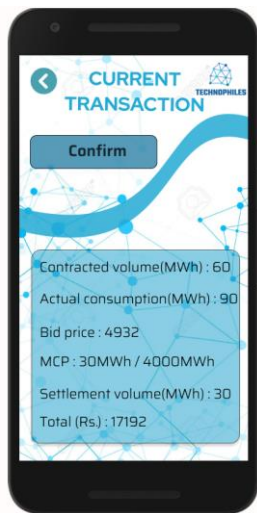 CURRENT
TRANSACTION
TECHNOPHILES
Confirm
Contracted volume(MWh) : 60
Actual consumption(MWh) : 90
Bid price : 4932
MCP : 30MWh / 4000MWh
Settlement volume(MWh) : 30
Total (Rs.) : 17192